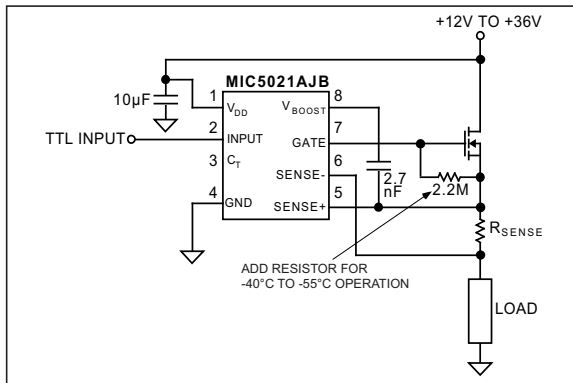 +12V TO +36V
MIC5021AJB
10µF
1 VDD
VBOOST 8
TTL INPUT
2 INPUT
GATE 7
3 CT
SENSE- 6
4 GND
SENSE+ 5
2.7
nF
2.2M
RSENSE
ADD RESISTOR FOR
-40°C TO -55°C OPERATION
LOAD